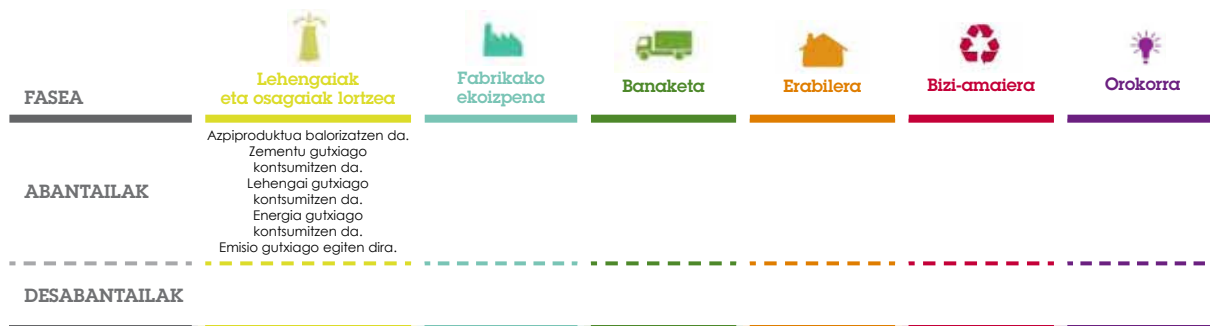 FASEA
Lehengaiak
eta osagaiak lortzea
Fabrikako
ekoizpena
Banaketa
Erabilera
Bizi-amaiera
Orokorra
ABANTAILAK
Azpiproduktua balorizatzen da.
Zementu gutxiago
kontsumitzen da.
Lehengai gutxiago
kontsumitzen da.
Energia gutxiago
kontsumitzen da.
Emisio gutxiago egiten dira.
DESABANTAILAK